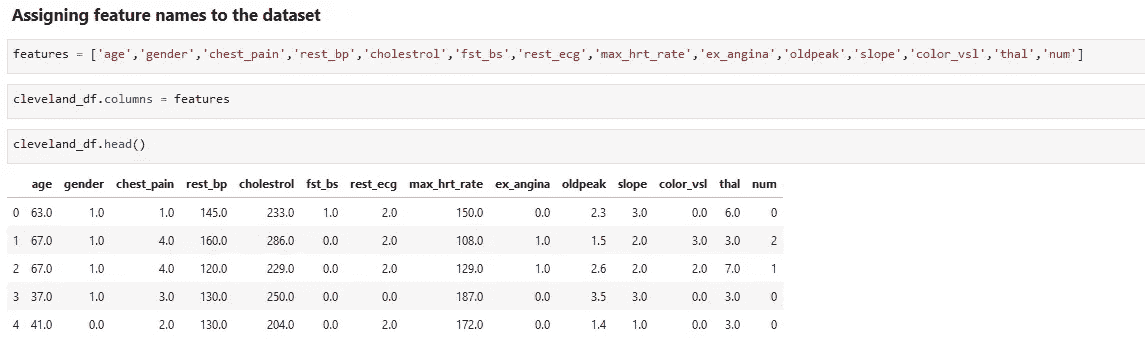 Assigning feature names to the dataset
features = ['age','gender','chest_pain','rest_bp','cholestrol','fst_bs','rest_ecg','max_hrt_rate','ex_angina','oldpeak','slope','color_vsl','thal','num']
cleveland_df.columns = features
cleveland_df.head()
age gender chest_pain rest_bp cholestrol fst_bs rest_ecg max_hrt_rate ex_angina oldpeak slope color_vsl thal num
0 63.0 1.0 1.0 145.0 233.0 1.0 2.0 150.0 0.0 2.3 3.0 0.0 6.0 0
1 67.0 1.0 4.0 160.0 286.0 0.0 2.0 108.0 1.0 1.5 2.0 3.0 3.0 2
2 67.0 1.0 4.0 120.0 229.0 0.0 2.0 129.0 1.0 2.6 2.0 2.0 7.0 1
3 37.0 1.0 3.0 130.0 250.0 0.0 0.0 187.0 0.0 3.5 3.0 0.0 3.0 0
4 41.0 0.0 2.0 130.0 204.0 0.0 2.0 172.0 0.0 1.4 1.0 0.0 3.0 0